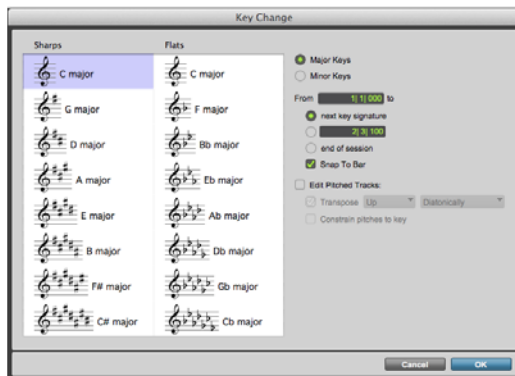 Key Change
Sharps Flats
C major C major
G major F major
D major Bb major
A major Eb major
E major Ab major
B major Db major
F# major Gb major
C# major Cb major
Major Keys
Minor Keys
From 1| 1| 000 to
next key signature
2| 3| 100
end of session
Snap To Bar
Edit Pitched Tracks:
Transpose Up Diatonically
Constrain pitches to key
Cancel OK